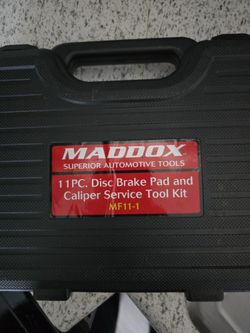 MADDOX
SUPERIOR AUTOMOTIVE TOOLS
11PC. Disc Brake Pad and
Caliper Service Tool Kit
MF11-1